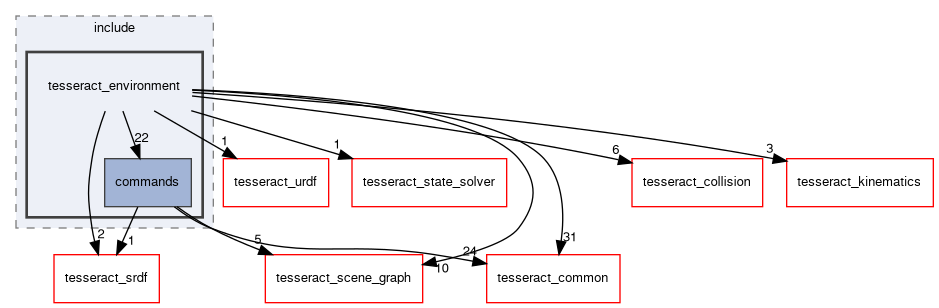 include
tesseract_environment
22
1
1
6
3
commands
tesseract_urdf
tesseract_state_solver
tesseract_collision
tesseract_kinematics
2
1
5
24
10
31
tesseract_srdf
tesseract_scene_graph
tesseract_common